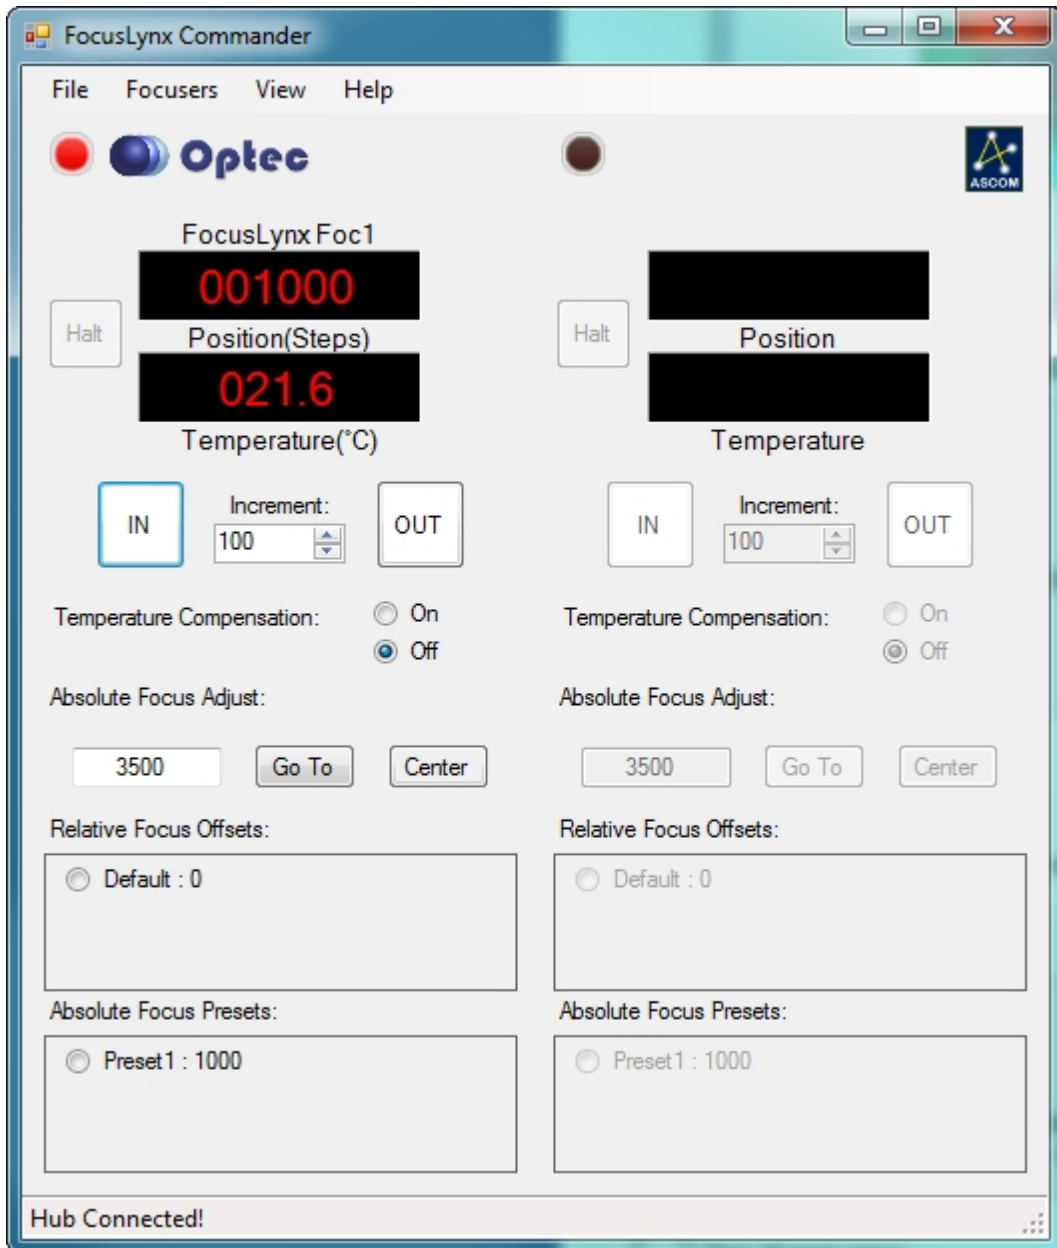 FocusLynx Commander
File Focusers View Help
Optec
ASCOM
FocusLynx Foc1
001000
Halt
Position(Steps)
021.6
Temperature(°C)
Halt
Position
Temperature
IN
Increment:
100
OUT
IN
Increment:
100
OUT
Temperature Compensation:
On
Off
Temperature Compensation:
On
Off
Absolute Focus Adjust:
3500 Go To Center
Absolute Focus Adjust:
3500 Go To Center
Relative Focus Offsets:
Default : 0
Relative Focus Offsets:
Default : 0
Absolute Focus Presets:
Preset1 : 1000
Absolute Focus Presets:
Preset1 : 1000
Hub Connected!